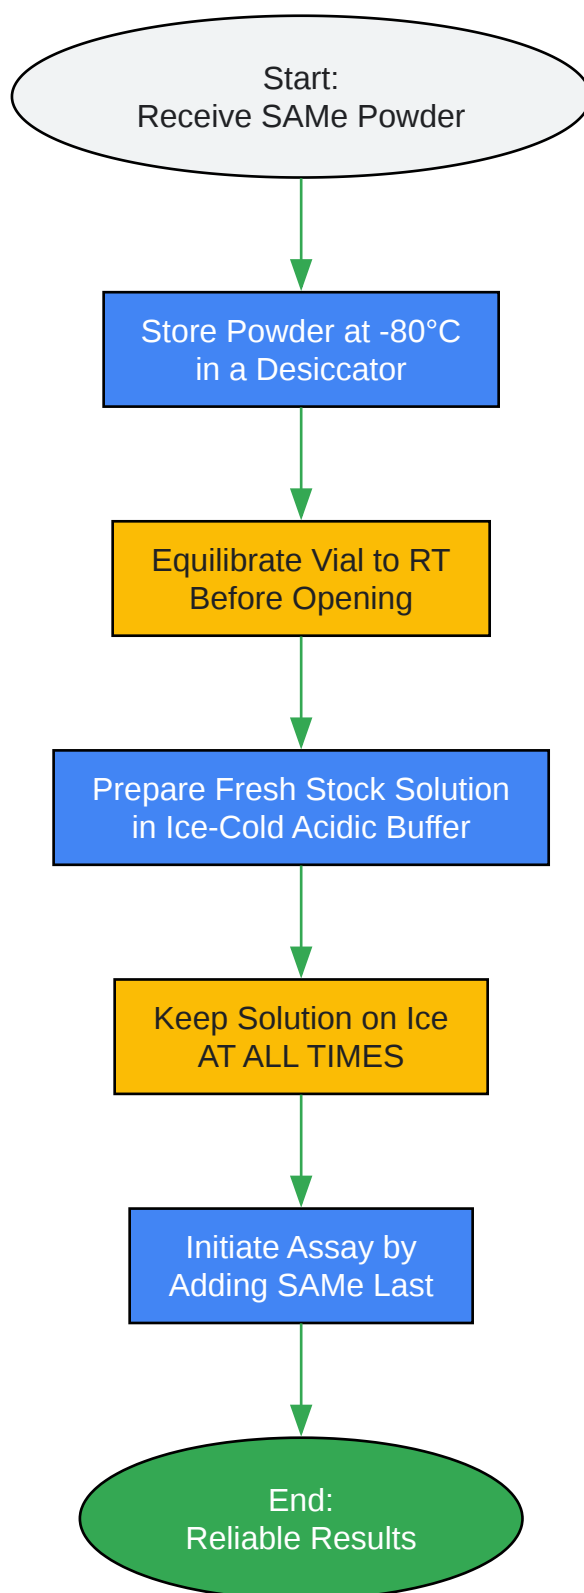 Start:
Receive SAMe Powder
Store Powder at -80°C
in a Desiccator
Equilibrate Vial to RT
Before Opening
Prepare Fresh Stock Solution
in Ice-Cold Acidic Buffer
Keep Solution on Ice
AT ALL TIMES
Initiate Assay by
Adding SAMe Last
End:
Reliable Results